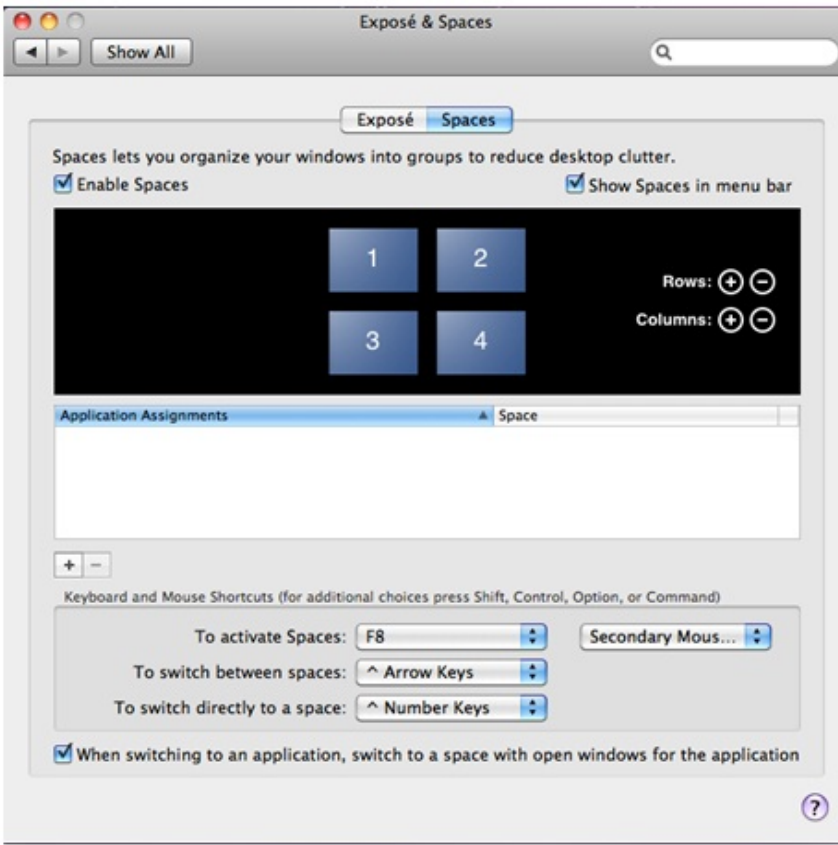 Exposé & Spaces
Show All
Exposé Spaces
Spaces lets you organize your windows into groups to reduce desktop clutter.
Enable Spaces Show Spaces in menu bar
1 2
Rows:
Columns:
3 4
Application Assignments Space
Keyboard and Mouse Shortcuts (for additional choices press Shift, Control, Option, or Command)
To activate Spaces: F8 Secondary Mous...
To switch between spaces: ^ Arrow Keys
To switch directly to a space: ^ Number Keys
When switching to an application, switch to a space with open windows for the application
?